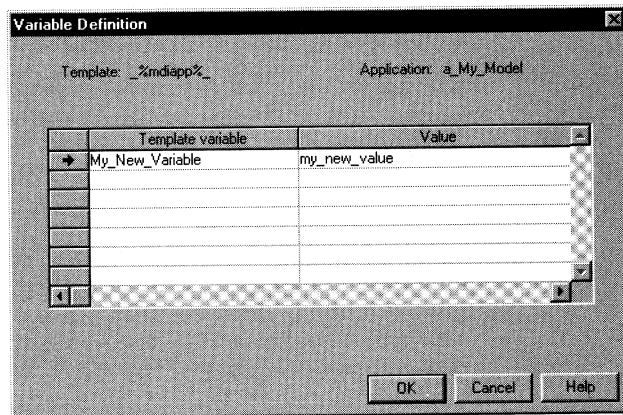 Variable Definition
Template: _%mdiapp%_ Application: a_My_Model
Template variable Value
My_New_Variable my_new_value
OK Cancel Help